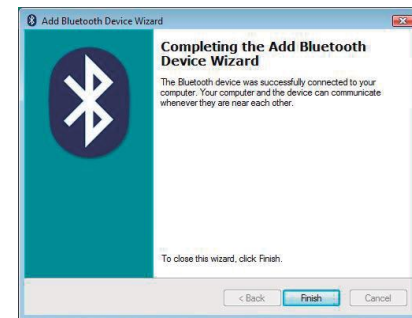 Add Bluetooth Device Wizard
Completing the Add Bluetooth
Device Wizard
The Bluetooth device was successfully connected to your
computer. Your computer and the device can communicate
whenever they are near each other.
To close this wizard, click Finish.
< Back Finish Cancel